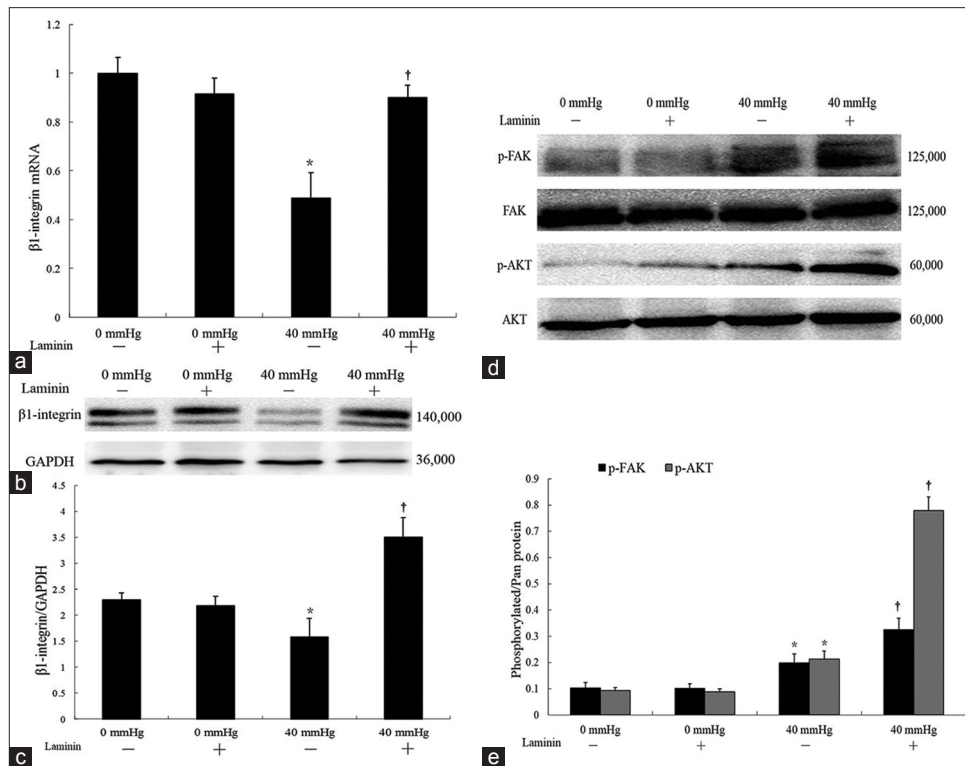 β1-integrin mRNA
1.2
1
0.8
0.6
0.4
0.2
0
0 mmHg 0 mmHg 40 mmHg 40 mmHg
Laminin − + − +
*
†
a
0 mmHg 0 mmHg 40 mmHg 40 mmHg
Laminin − + − +
β1-integrin 140,000
GAPDH 36,000
b
β1-integrin/GAPDH
4.5
4
3.5
3
2.5
2
1.5
1
0.5
0
*
†
0 mmHg 0 mmHg 40 mmHg 40 mmHg
Laminin − + − +
c
0 mmHg 0 mmHg 40 mmHg 40 mmHg
Laminin − + − +
p-FAK 125,000
FAK 125,000
p-AKT 60,000
AKT 60,000
d
p-FAK p-AKT
Phosphorylated/Pan protein
0.9
0.8
0.7
0.6
0.5
0.4
0.3
0.2
0.1
0
* *
† †
0 mmHg 0 mmHg 40 mmHg 40 mmHg
Laminin − + − +
e